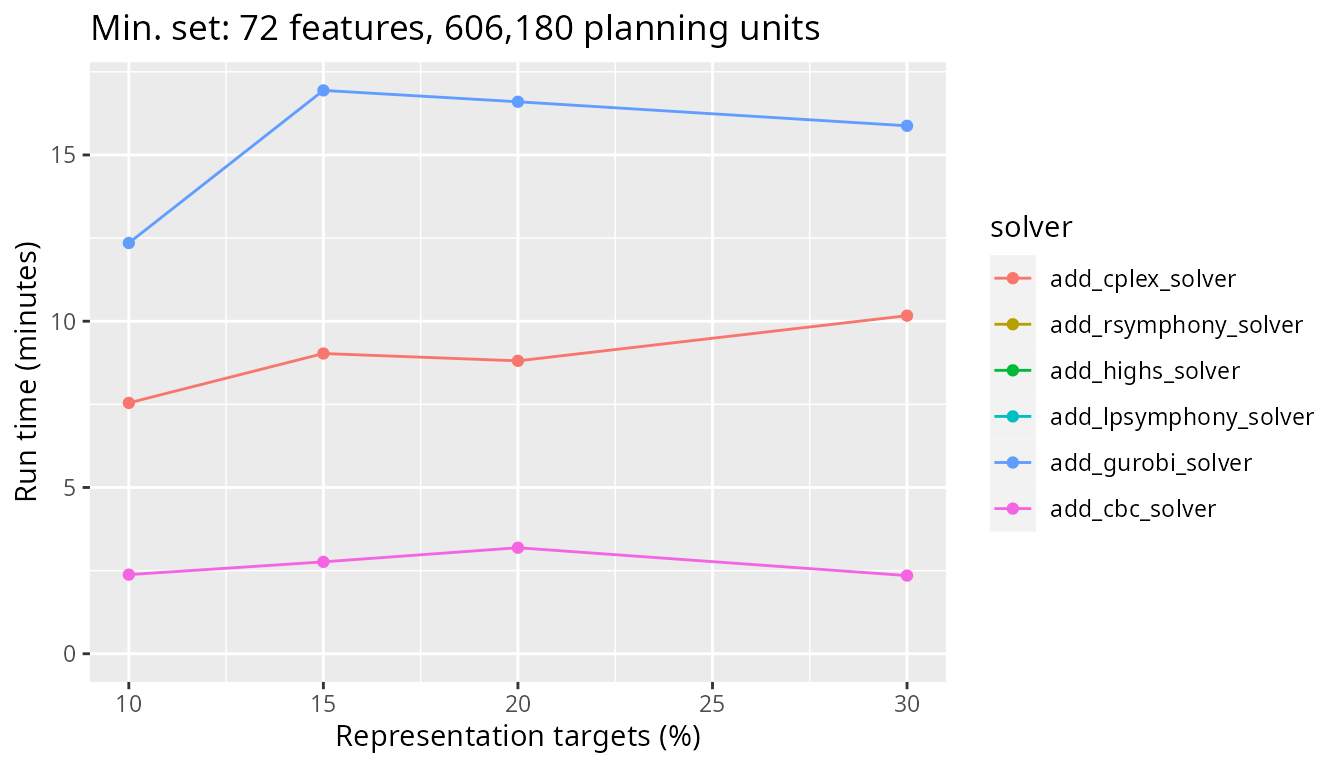 Min. set: 72 features, 606,180 planning units
Run time (minutes)
15
10
5
0
10 15 20 25 30
Representation targets (%)
solver
add_cplex_solver
add_rsymphony_solver
add_highs_solver
add_lpsymphony_solver
add_gurobi_solver
add_cbc_solver